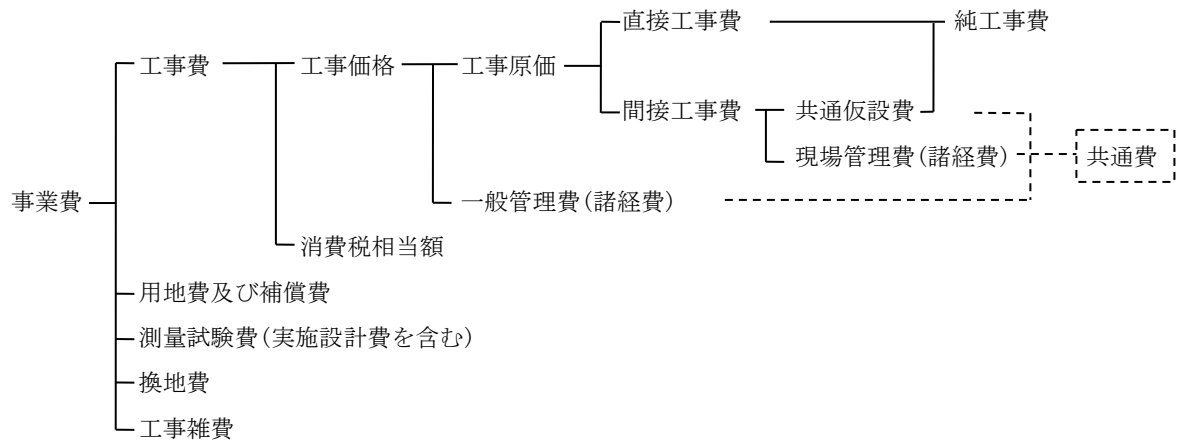 直接工事費 純工事費
工事費 工事価格 工事原価
間接工事費 共通仮設費
現場管理費(諸経費) 共通費
事業費 一般管理費(諸経費)
消費税相当額
用地費及び補償費
測量試験費(実施設計費を含む)
換地費
工事雑費